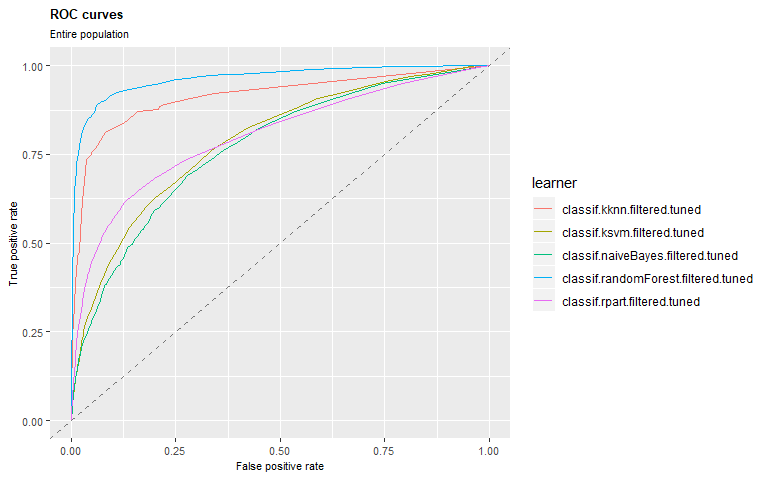 ROC curves
Entire population
1.00
0.75
0.50
0.25
0.00
True positive rate
0.00 0.25 0.50 0.75 1.00
False positive rate
learner
classif.kknn.filtered.tuned
classif.ksvm.filtered.tuned
classif.naiveBayes.filtered.tuned
classif.randomForest.filtered.tuned
classif.rpart.filtered.tuned